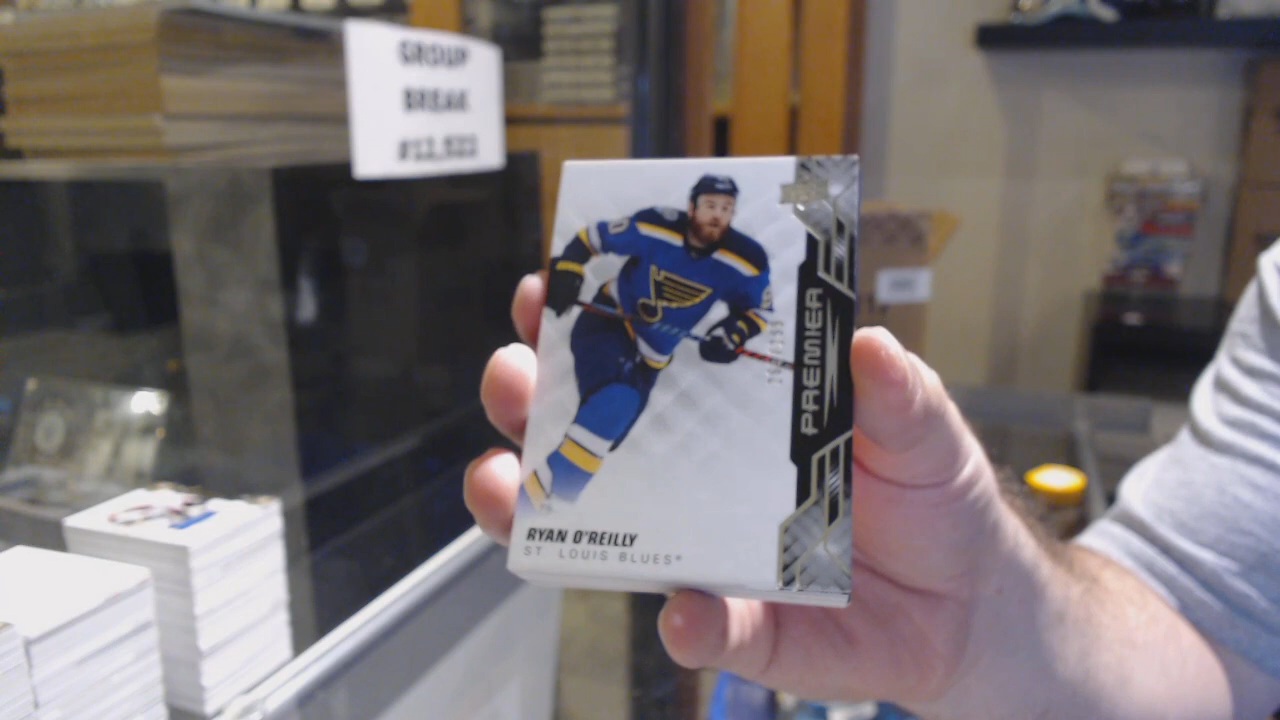 GROUP
BREAK
PREMIER
RYAN O'REILLY
ST. LOUIS BLUES®